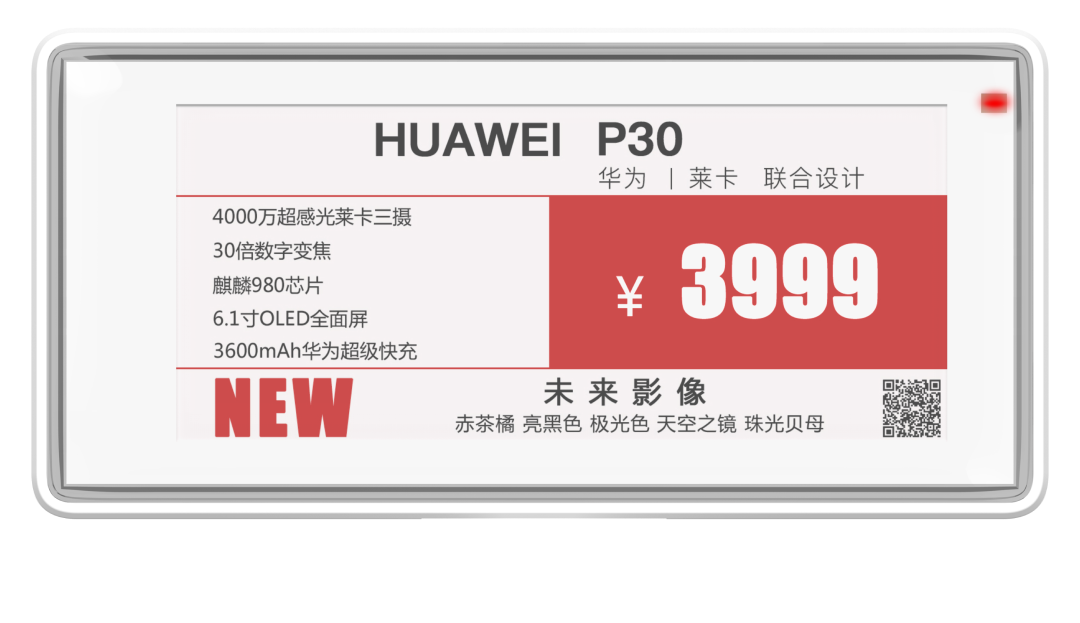 HUAWEI P30
华为 | 莱卡 联合设计
4000万超感光莱卡三摄
30倍数字变焦
麒麟980芯片
6.1寸OLED全面屏
3600mAh华为超级快充
¥ 3999
NEW
未来影像
赤茶橘 亮黑色 极光色 天空之镜 珠光贝母